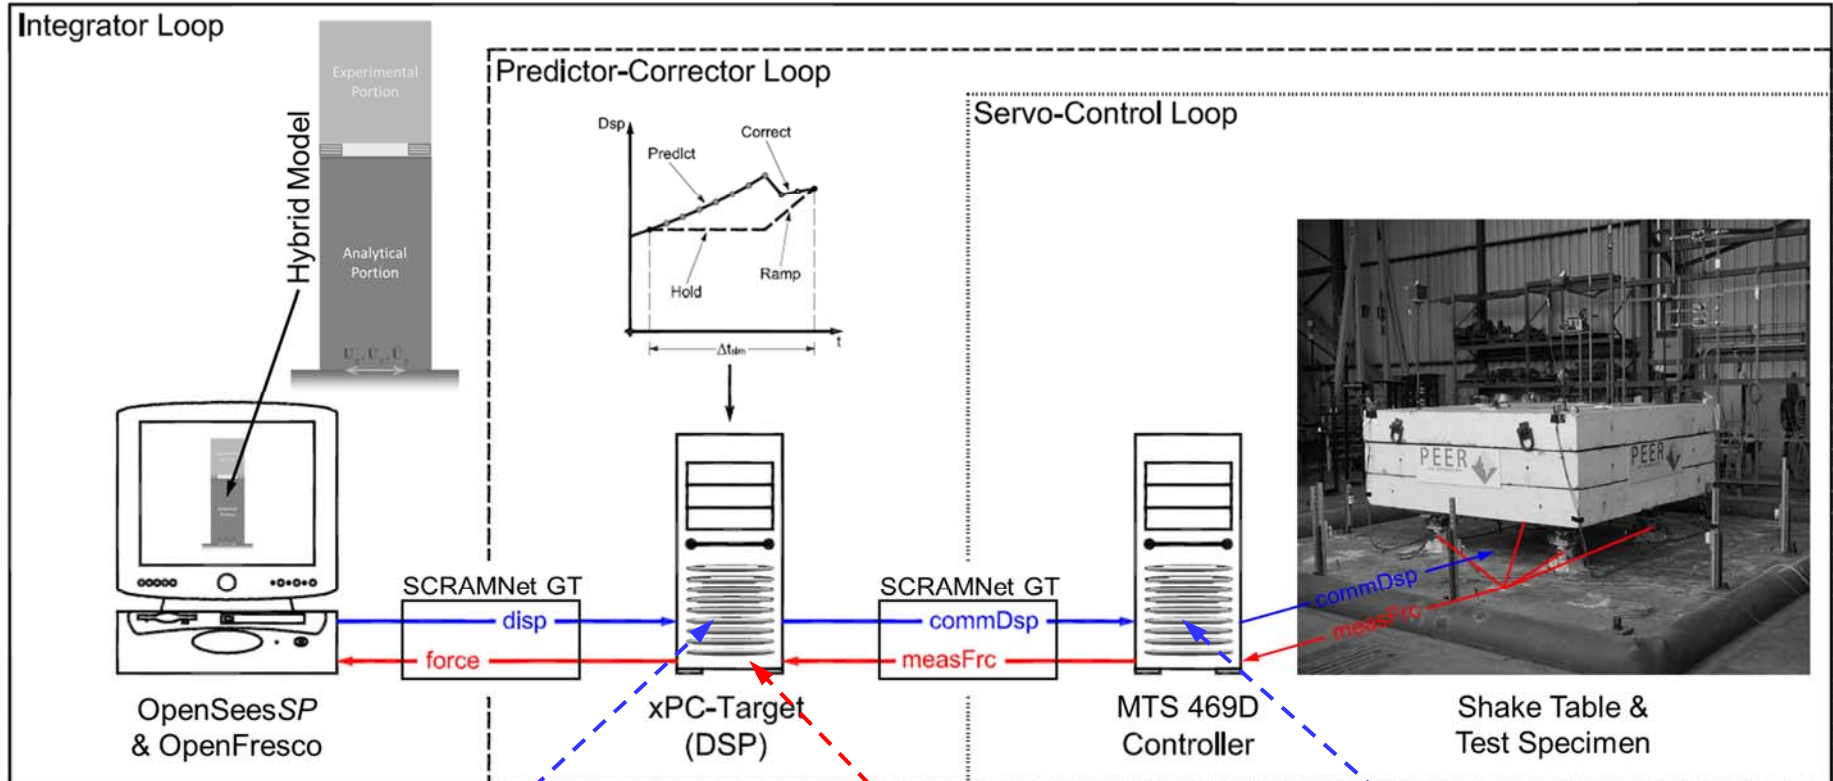 Integrator Loop
Experimental
Portion
Hybrid Model
Analytical
Portion
Predictor-Corrector Loop
Dsp
Correct
Predict
Ramp
Hold
t
Δtsim
Servo-Control Loop
PEER
PEER
SCRAMNet GT
disp
force
SCRAMNet GT
commDsp
measFrc
commDsp
measFrc
OpenSeesSP
& OpenFresco
xPC-Target
(DSP)
MTS 469D
Controller
Shake Table &
Test Specimen